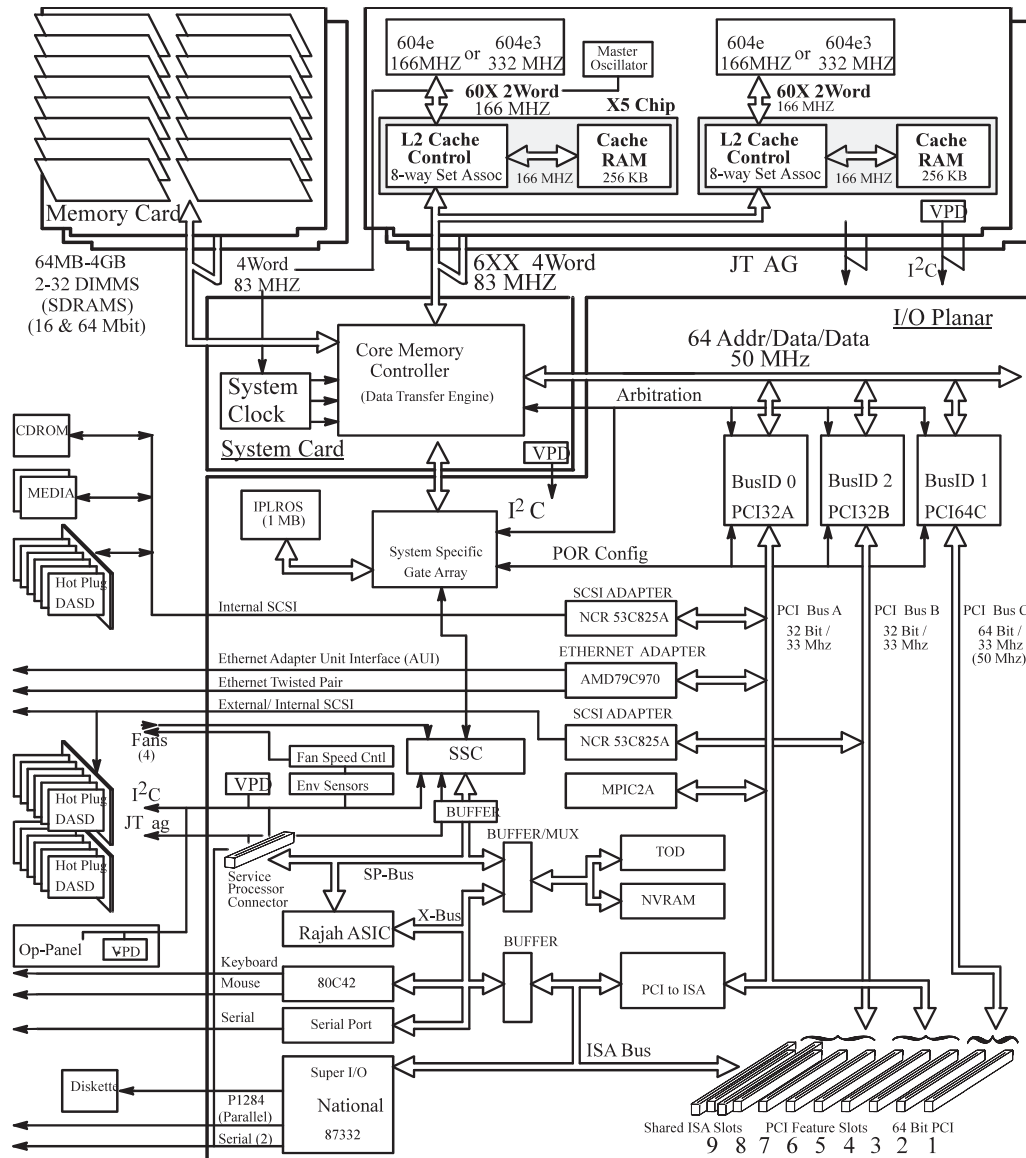 604e
166MHZ or
604e3
332 MHZ
Master
Oscillator
604e
166MHZ or
604e3
332 MHZ
60X 2Word
166 MHZ
X5 Chip
60X 2Word
166 MHZ
L2 Cache
Control
8-way Set Assoc
166 MHZ
Cache
RAM
256 KB
L2 Cache
Control
8-way Set Assoc
166 MHZ
Cache
RAM
256 KB
Memory Card
VPD
64MB-4GB
2-32 DIMMS
(SDRAMS)
(16 & 64 Mbit)
4Word
83 MHZ
6XX 4Word
83 MHZ
JT AG
I2C
I/O Planar
64 Addr/Data/Data
50 MHz
Core Memory
Controller
(Data Transfer Engine)
System
Clock
System Card
Arbitration
VPD
I2 C
CDROM
MEDIA
Hot Plug
DASD
IPLROS
(1 MB)
System Specific
Gate Array
POR Config
BusID 0
PCI32A
BusID 2
PCI32B
BusID 1
PCI64C
Internal SCSI
SCSI ADAPTER
NCR 53C825A
PCI Bus A
32 Bit /
33 Mhz
PCI Bus B
32 Bit /
33 Mhz
PCI Bus C
64 Bit /
33 Mhz
(50 Mhz)
Ethernet Adapter Unit Interface (AUI)
ETHERNET ADAPTER
AMD79C970
Ethernet Twisted Pair
External/ Internal SCSI
SCSI ADAPTER
NCR 53C825A
Fans
(4)
Fan Speed Cntl
Env Sensors
SSC
MPIC2A
Hot Plug
DASD
Hot Plug
DASD
I2C
VPD
JT ag
BUFFER
BUFFER/MUX
TOD
NVRAM
Service
Processor
Connector
SP-Bus
X-Bus
Rajah ASIC
Op-Panel
VPD
BUFFER
Keyboard
Mouse
80C42
PCI to ISA
Serial
Serial Port
ISA Bus
Super I/O
National
87332
Diskette
P1284
(Parallel)
Serial (2)
Shared ISA Slots
PCI Feature Slots
64 Bit PCI
9 8 7 6 5 4 3 2 1